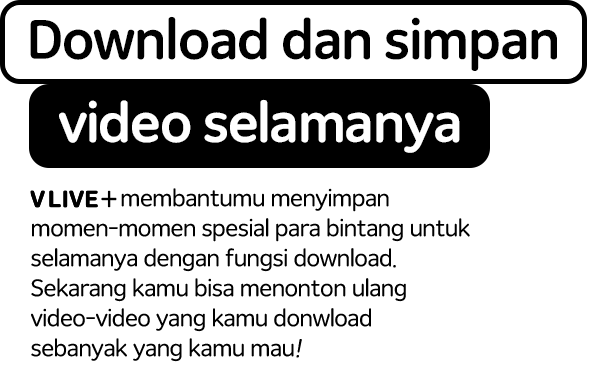 Download dan simpan
video selamanya
V LIVE+ membantumu menyimpan
momen-momen spesial para bintang untuk
selamanya dengan fungsi download.
Sekarang kamu bisa menonton ulang
video-video yang kamu donwload
sebanyak yang kamu mau!